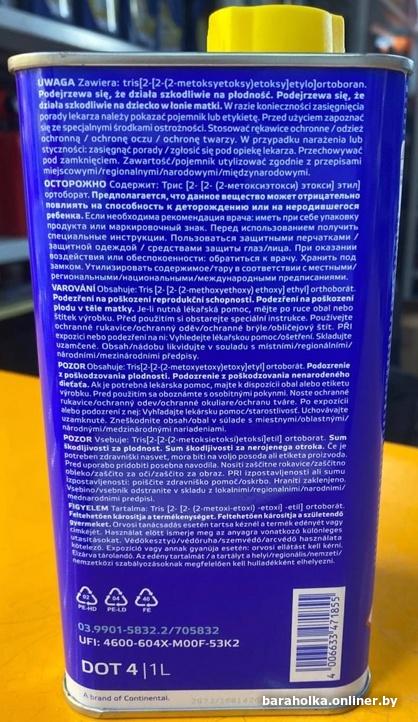 UWAGA Zawiera: tris[2-[2-(2-metoksyetoksy)etoksy]etylo]ortoboran.
Podejrzewa się, że działa szkodliwie na płodność. Podejrzewa się, że
działa szkodliwie na dziecko w łonie matki. W razie konieczności zasięgnięcia
porady lekarza należy pokazać pojemnik lub etykietę. Przed użyciem zapoznać
się ze specjalnymi środkami ostrożności. Stosować rękawice ochronne / odzież
ochronną / ochronę oczu / ochronę twarzy. W przypadku narażenia lub
styczności: zasięgnąć porady / zgłosić się pod opiekę lekarza. Przechowywać
pod zamknięciem. Zawartość/pojemnik utylizować zgodnie z przepisami
miejscowymi/regionalnymi/narodowymi/międzynarodowymi.
ОСТОРОЖНО Содержит: Трис [2- [2- (2-метоксиэтокси) этокси] этил]
ортоборат. Предполагается, что данное вещество может отрицательно
повлиять на способность к деторождению или на неродившегося
ребенка. Если необходима рекомендация врача: иметь при себе упаковку
продукта или маркировочный знак. Перед использованием получить
специальные инструкции. Пользоваться защитными перчатками /
защитной одеждой / средствами защиты глаз/лица. При оказании
воздействия или обеспокоенности: обратиться к врачу. Хранить под
замком. Утилизировать содержимое/тару в соответствии с местными/
региональными/национальными/международными предписаниями.
VAROVÁNÍ Obsahuje: Tris [2- [2- (2-methoxyethoxy) ethoxy] ethyl] orthoborát.
Podezření na poškození reprodukční schopnosti. Podezření na poškození
plodu v těle matky. Je-li nutná lékařská pomoc, mějte po ruce obal nebo
štítek výrobku. Před použitím si obstarejte speciální instrukce. Používejte
ochranné rukavice/ochranný oděv/ochranné brýle/obličejový štít. PŘI
expozici nebo podezření na ni: Vyhledejte lékařskou pomoc/ošetření. Skladujte
uzamčené. Obsah/nádobu likvidujte v souladu s místními/regionální/
národními/mezinárodními předpisy.
POZOR Obsahuje: Tris[2-[2-(2-metoxyetoxy)etoxy]etyl] ortoborát. Podozrenie
z poškodzovania plodnosti. Podozrenie z poškodzovania nenarodeného
dieťaťa. Ak je potrebná lekárska pomoc, majte k dispozícii obal alebo etiketu
výrobku. Pred použitím sa oboznámte s osobitnými pokynmi. Noste ochranné
rukavice/ochranný odev/ochranné okuliare/ochranu tváre. Po expozícii
alebo podozrení z nej: Vyhľadajte lekársku pomoc/starostlivosť. Uchovávajte
uzamknuté. Zneškodnite obsah/obal v súlade s miestnymi/oblastnými/
národnými/medzinárodnými nariadeniami.
POZOR Vsebuje: Tris[2-[2-(2-metoksietoksi)etoksi]etil] ortoborat. Sum
škodljivosti za plodnost. Sum škodljivosti za nerojenega otroka. Če je
potreben zdravniški nasvet, mora biti na voljo posoda ali etiketa proizvoda.
Pred uporabo pridobiti posebna navodila. Nositi zaščitne rokavice/zaščitno
obleko/zaščito za oči/zaščito za obraz. PRI izpostavljenosti ali sumu
izpostavljenosti: poiščite zdravniško pomoč/oskrbo. Hraniti zaklenjeno.
Vsebino/vsebnik odstranite v skladu z lokalnimi/regionalnimi/narodnimi/
mednarodnimi predpisi.
FIGYELEM Tartalma: Tris [2- [2- (2-metoxi-etoxi) -etoxi] -etil] ortoborát.
Feltehetően károsítja a termékenységet. Feltehetően károsítja a születendő
gyermeket. Orvosi tanácsadás esetén tartsa kéznél a termék edényét vagy
címkéjét. Használat előtt ismerje meg az anyagra vonatkozó különleges
utasításokat. Védőkesztyű/védőruha/szemvédő/arcvédő használata
kötelező. Expozíció vagy annak gyanúja esetén: orvosi ellátást kell kérni.
Elzárva tárolandó. Az edény tartalmát / a tartályt a helyi/regionális/nemzeti/
nemzetközi szabályozásoknak megfelelően kell hulladékként elhelyezni.
02
PE-HD
04
PE-LD
40
FE
03.9901-5832.2/705832
UFI: 4600-604X-M00F-53K2
DOT 4 | 1L
4 006633 471855
A brand of Continental.
baraholka.onliner.by